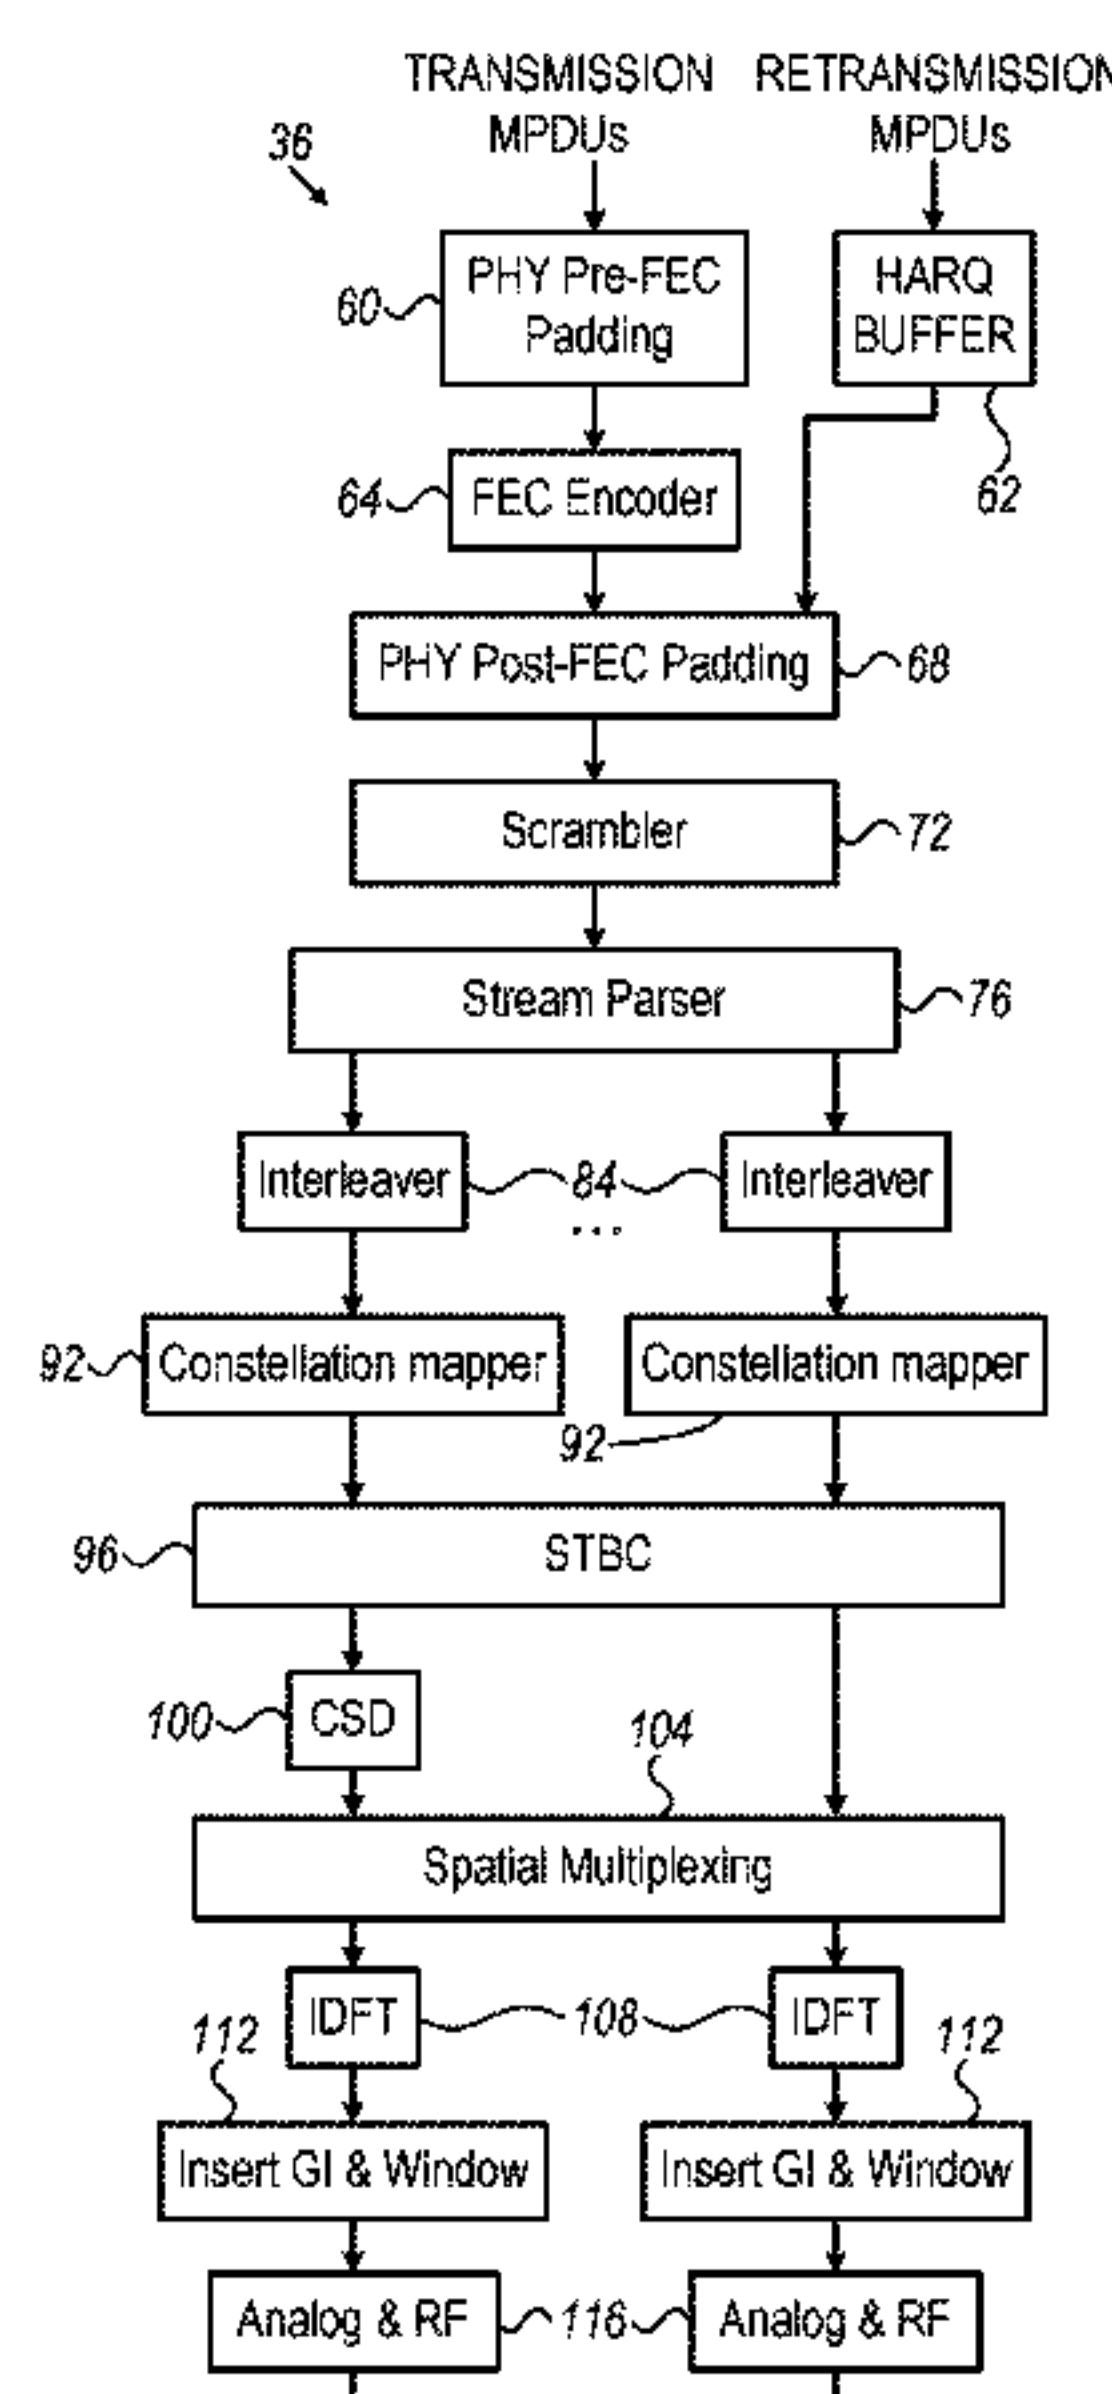 TRANSMISSION RETRANSMISSION
MPDUs MPDUs
36
PHY Pre-FEC HARQ
Padding BUFFER
60
64 FEC Encoder 62
PHY Post-FEC Padding 68
Scrambler 72
Stream Parser 76
Interleaver 84 Interleaver
...
92 Constellation mapper Constellation mapper
92
96 STBC
100 CSD 104
Spatial Multiplexing
IDFT 108 IDFT
112 112
Insert GI & Window Insert GI & Window
Analog & RF 116 Analog & RF